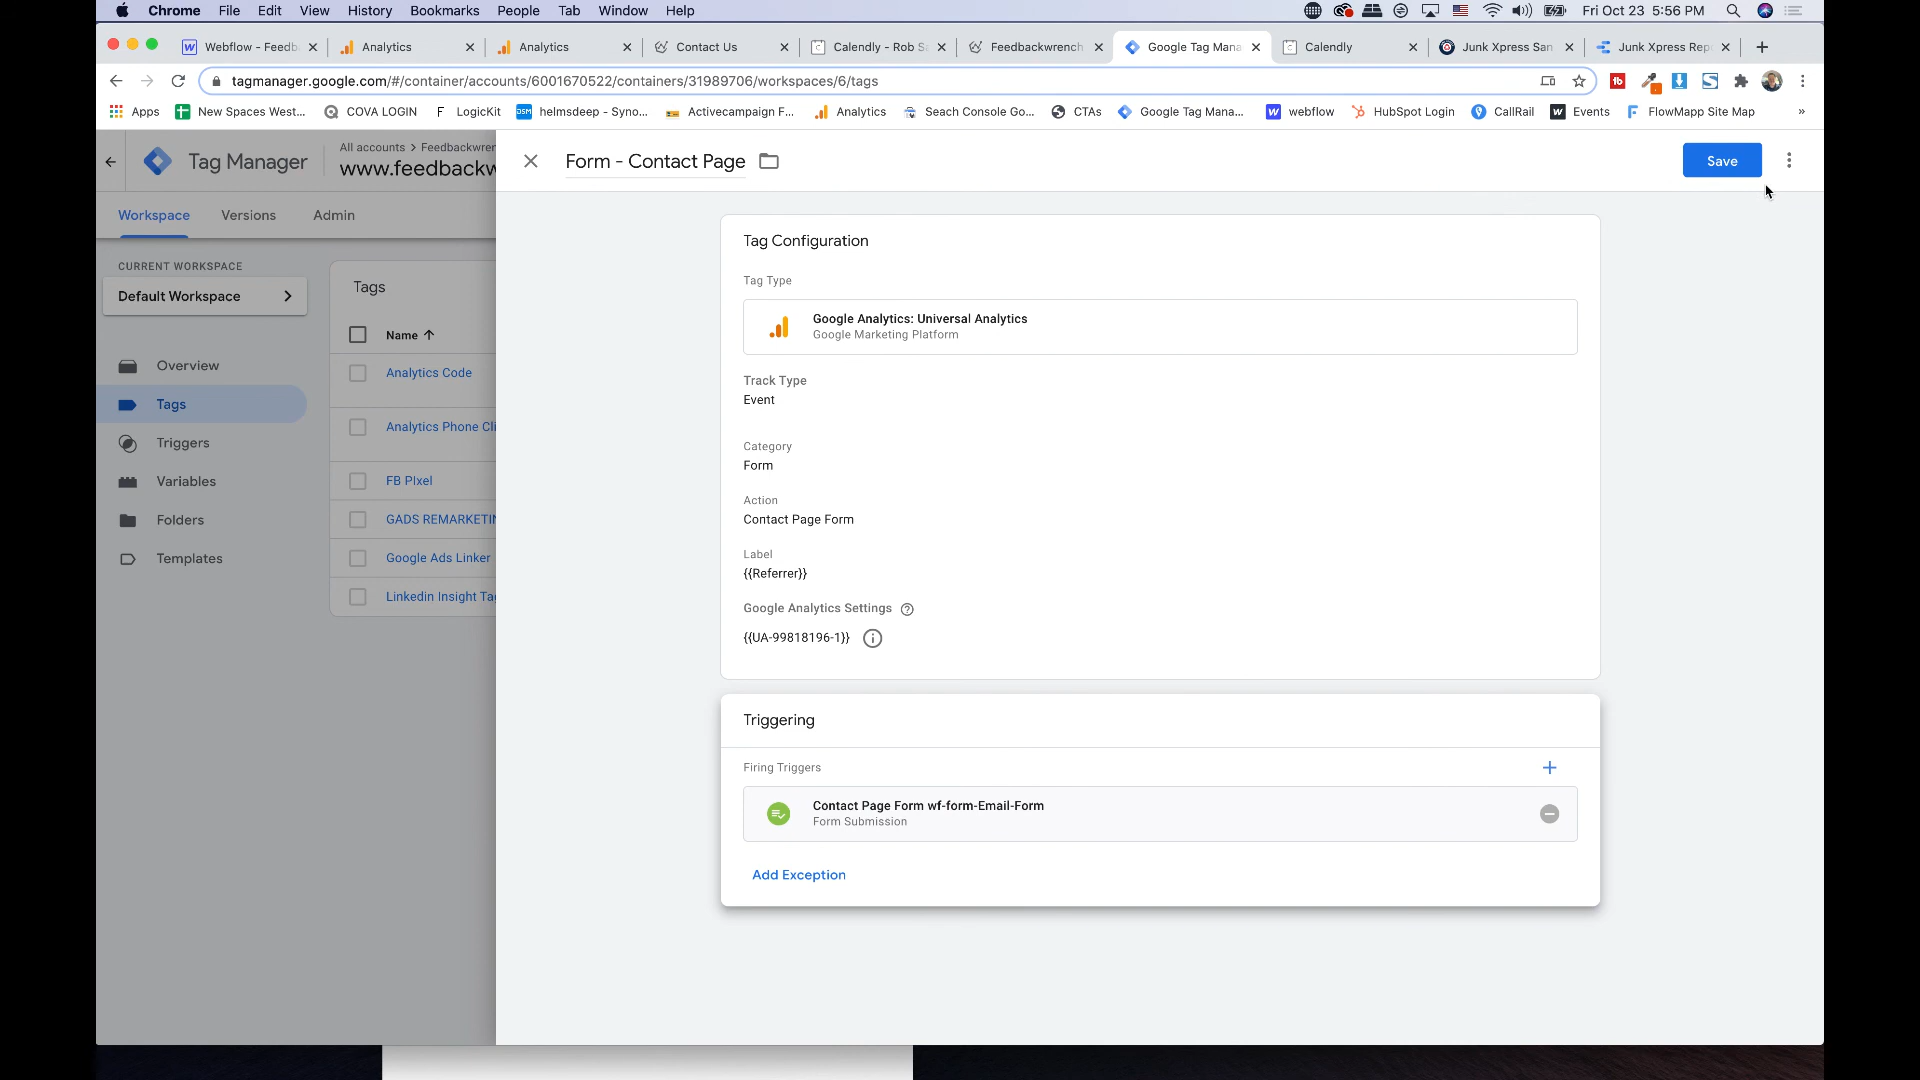 Chrome File Edit View History Bookmarks People Tab Window Help Fri Oct 23 5:56 PM
Webflow - Feedb Analytics Analytics Contact Us Calendly - Rob S Feedbackwrench Google Tag Mana Calendly Junk Xpress San Junk Xpress Rep
tagmanager.google.com/#/container/accounts/6001670522/containers/31989706/workspaces/6/tags
Apps New Spaces West... COVA LOGIN LogicKit helmsdeep - Syno... Activecampaign F... Analytics Seach Console Go... CTAs Google Tag Mana... webflow HubSpot Login CallRail Events FlowMapp Site Map »
Tag Manager
All accounts > Feedbackwren
www.feedbackw
Form - Contact Page
Save
Workspace Versions Admin
CURRENT WORKSPACE
Default Workspace
Overview
Tags
Triggers
Variables
Folders
Templates
Tags
Name
Analytics Code
Analytics Phone Cli
FB PIxel
GADS REMARKETIN
Google Ads Linker
Linkedin Insight Tag
Tag Configuration
Tag Type
Google Analytics: Universal Analytics
Google Marketing Platform
Track Type
Event
Category
Form
Action
Contact Page Form
Label
{{Referrer}}
Google Analytics Settings
{{UA-99818196-1}}
Triggering
Firing Triggers
Contact Page Form wf-form-Email-Form
Form Submission
Add Exception